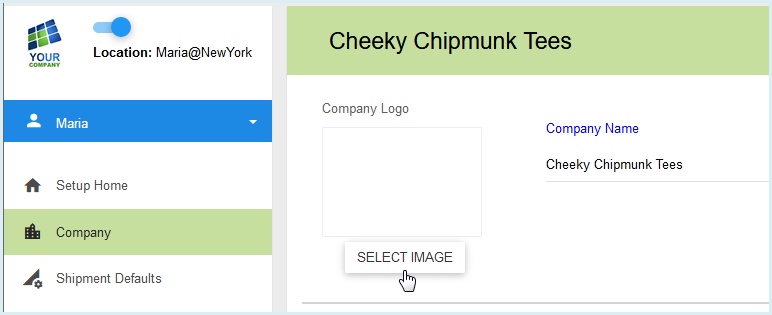 YOUR
COMPANY
Location: Maria@NewYork
Maria
Setup Home
Company
Shipment Defaults
Cheeky Chipmunk Tees
Company Logo
SELECT IMAGE
Company Name
Cheeky Chipmunk Tees